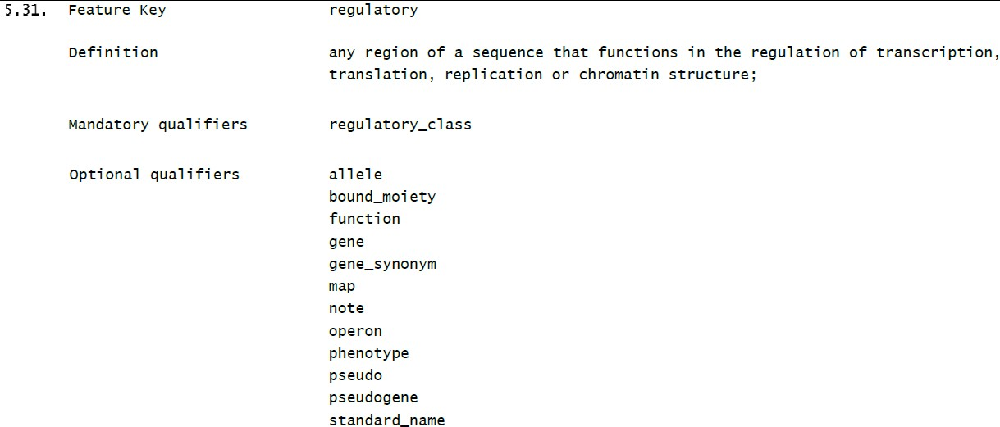 5.31. Feature Key regulatory
Definition any region of a sequence that functions in the regulation of transcription,
translation, replication or chromatin structure;
Mandatory qualifiers regulatory_class
Optional qualifiers allele
bound_moiety
function
gene
gene_synonym
map
note
operon
phenotype
pseudo
pseudogene
standard_name